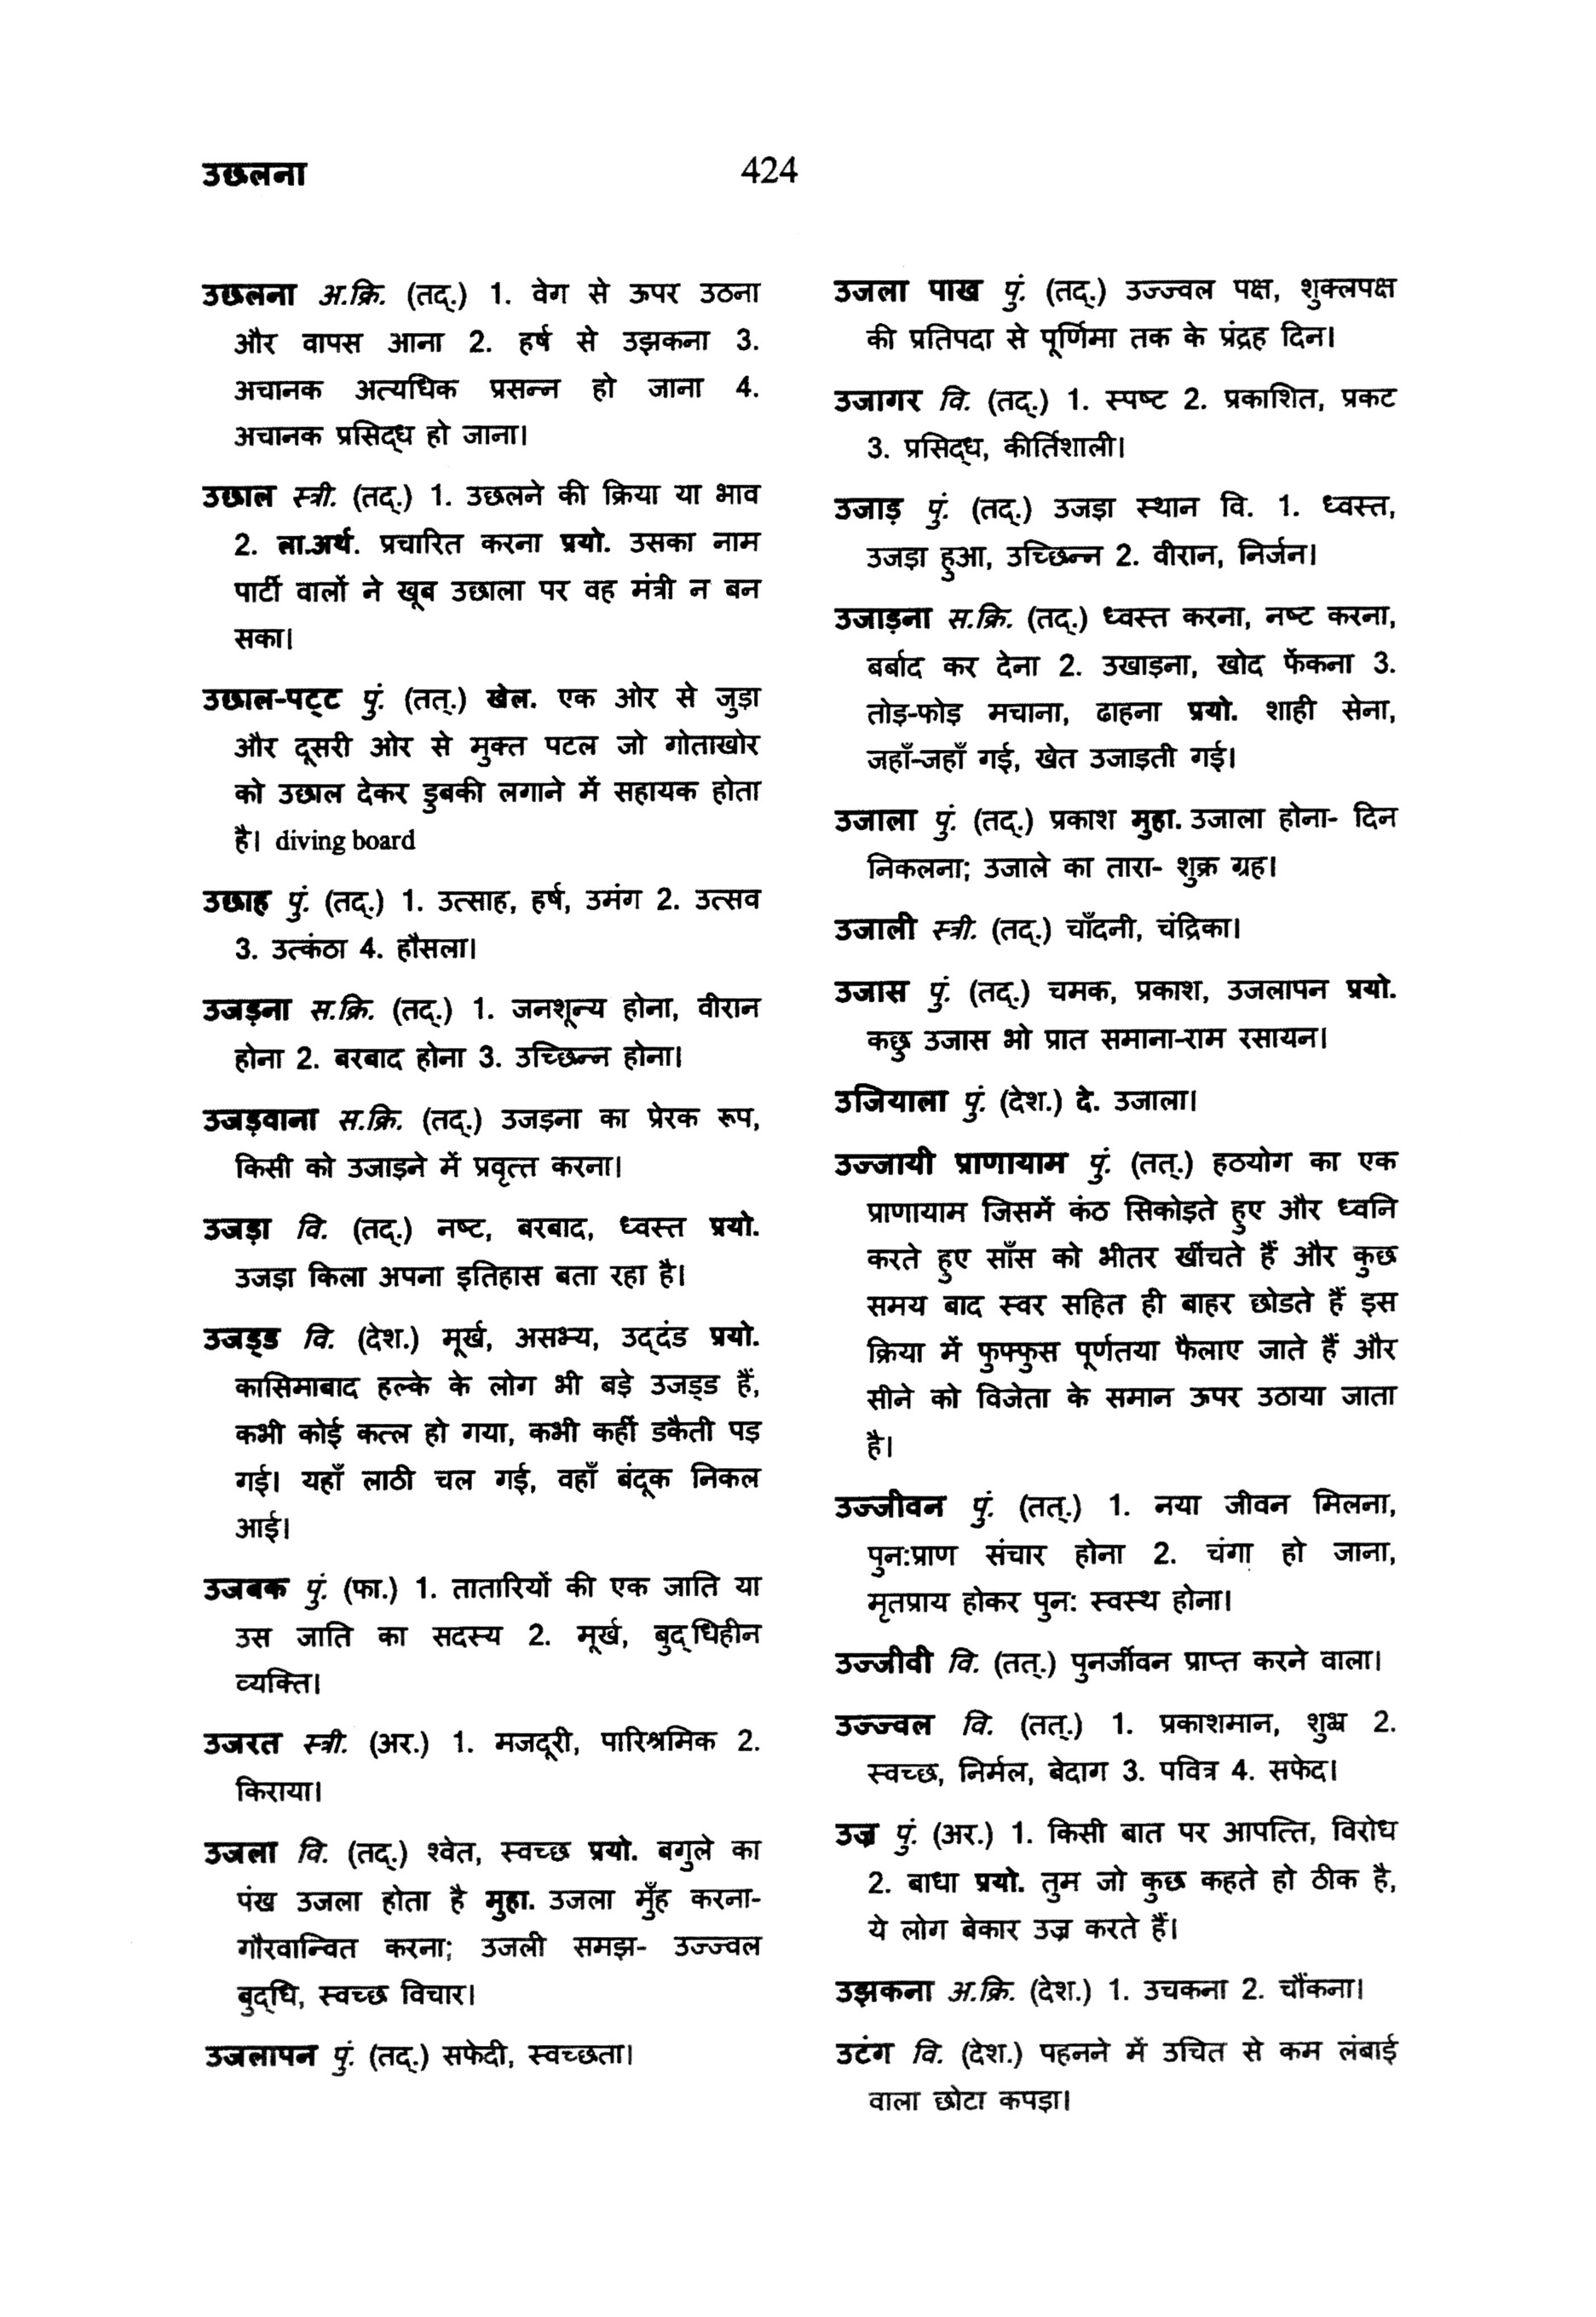 उछलना
424
उछलना अ.क्रि. (तद्.) 1. वेग से ऊपर उठना
और वापस आना 2. हर्ष से उझकना 3.
अचानक अत्यधिक प्रसन्न हो जाना 4.
अचानक प्रसिद्ध हो जाना।
उछाल स्त्री. (तद्.) 1. उछलने की क्रिया या भाव
2. ला.अर्थ. प्रचारित करना प्रयो. उसका नाम
पार्टी वालों ने खूब उछाला पर वह मंत्री न बन
सका।
उछाल-पट्ट पुं. (तत्.) खेल. एक ओर से जुड़ा
और दूसरी ओर से मुक्त पटल जो गोताखोर
को उछाल देकर डुबकी लगाने में सहायक होता
है। diving board
उछाह पुं. (तद्.) 1. उत्साह, हर्ष, उमंग 2. उत्सव
3. उत्कंठा 4. हौसला।
उजड़ना स.क्रि. (तद्.) 1. जनशून्य होना, वीरान
होना 2. बरबाद होना 3. उच्छिन्न होना।
उजड़वाना स.क्रि. (तद्.) उजड़ना का प्रेरक रूप,
किसी को उजाड़ने में प्रवृत्त करना।
उजड़ा वि. (तद्.) नष्ट, बरबाद, ध्वस्त प्रयो.
उजड़ा किला अपना इतिहास बता रहा है।
उजड्ड वि. (देश.) मूर्ख, असभ्य, उद्दंड प्रयो.
कासिमाबाद हल्के के लोग भी बड़े उजड्ड हैं,
कभी कोई कत्ल हो गया, कभी कहीं डकैती पड़
गई। यहाँ लाठी चल गई, वहाँ बंदूक निकल
आई।
उजबक पुं. (फा.) 1. तातारियों की एक जाति या
उस जाति का सदस्य 2. मूर्ख, बुद्धिहीन
व्यक्ति।
उजरत स्त्री. (अर.) 1. मजदूरी, पारिश्रमिक 2.
किराया।
उजला वि. (तद्.) श्वेत, स्वच्छ प्रयो. बगुले का
पंख उजला होता है मुहा. उजला मुँह करना-
गौरवान्वित करना; उजली समझ- उज्ज्वल
बुद्धि, स्वच्छ विचार।
उजलापन पुं. (तद्.) सफेदी, स्वच्छता।
उजला पाख पुं. (तद्.) उज्ज्वल पक्ष, शुक्लपक्ष
की प्रतिपदा से पूर्णिमा तक के पंद्रह दिन।
उजागर वि. (तद्.) 1. स्पष्ट 2. प्रकाशित, प्रकट
3. प्रसिद्ध, कीर्तिशाली।
उजाड़ पुं. (तद्.) उजड़ा स्थान वि. 1. ध्वस्त,
उजड़ा हुआ, उच्छिन्न 2. वीरान, निर्जन।
उजाड़ना स.क्रि. (तद्.) ध्वस्त करना, नष्ट करना,
बर्बाद कर देना 2. उखाड़ना, खोद फेंकना 3.
तोड़-फोड़ मचाना, ढाहना प्रयो. शाही सेना,
जहाँ-जहाँ गई, खेत उजाड़ती गई।
उजाला पुं. (तद्.) प्रकाश मुहा. उजाला होना- दिन
निकलना; उजाले का तारा- शुक्र ग्रह।
उजाली स्त्री. (तद्.) चाँदनी, चंद्रिका।
उजास पुं. (तद्.) चमक, प्रकाश, उजलापन प्रयो.
कछु उजास भो प्रात समाना-राम रसायन।
उजियाला पुं. (देश.) दे. उजाला।
उज्जायी प्राणायाम पुं. (तत्.) हठयोग का एक
प्राणायाम जिसमें कंठ सिकोड़ते हुए और ध्वनि
करते हुए साँस को भीतर खींचते हैं और कुछ
समय बाद स्वर सहित ही बाहर छोडते हैं इस
क्रिया में फुफ्फुस पूर्णतया फैलाए जाते हैं और
सीने को विजेता के समान ऊपर उठाया जाता
है।
उज्जीवन पुं. (तत्.) 1. नया जीवन मिलना,
पुन:प्राण संचार होना 2. चंगा हो जाना,
मृतप्राय होकर पुन: स्वस्थ होना।
उज्जीवी वि. (तत्.) पुनर्जीवन प्राप्त करने वाला।
उज्ज्वल वि. (तत्.) 1. प्रकाशमान, शुभ्र 2.
स्वच्छ, निर्मल, बेदाग 3. पवित्र 4. सफेद।
उज्र पुं. (अर.) 1. किसी बात पर आपत्ति, विरोध
2. बाधा प्रयो. तुम जो कुछ कहते हो ठीक है,
ये लोग बेकार उज्र करते हैं।
उझकना अ.क्रि. (देश.) 1. उचकना 2. चौंकना।
उटंग वि. (देश.) पहनने में उचित से कम लंबाई
वाला छोटा कपड़ा।